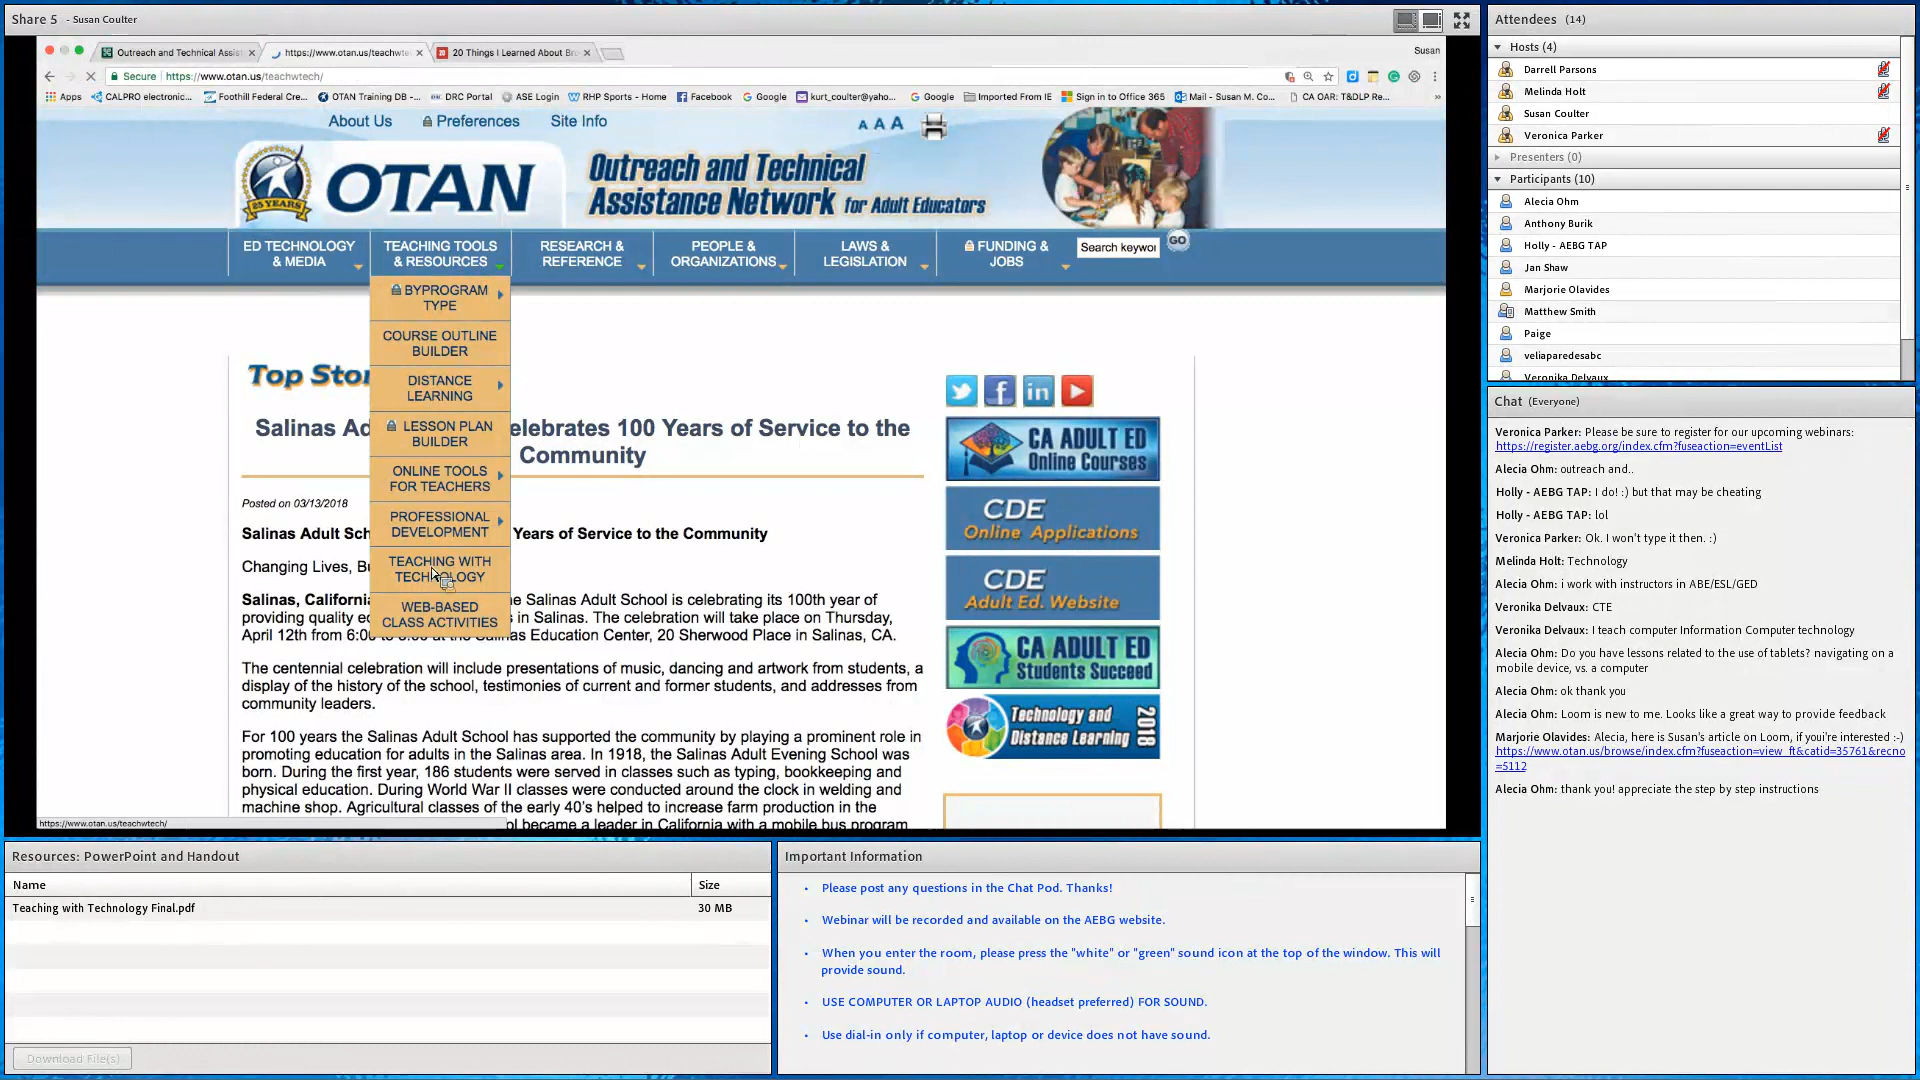 Share 5 - Susan Coulter
Outreach and Technical Assist
https://www.otan.us/teachwte
20 Things I Learned About Bro
Susan
Secure | https://www.otan.us/teachwtech/
Apps
CALPRO electronic...
Foothill Federal Cre...
OTAN Training DB -...
DRC Portal
ASE Login
RHP Sports - Home
Facebook
Google
kurt_coulter@yaho...
Google
Imported From IE
Sign in to Office 365
Mail - Susan M. Co...
CA OAR: T&DLP Re...
About Us
Preferences
Site Info
A A A
25 YEARS
OTAN
Outreach and Technical
Assistance Network for Adult Educators
ED TECHNOLOGY
& MEDIA
TEACHING TOOLS
& RESOURCES
RESEARCH &
REFERENCE
PEOPLE &
ORGANIZATIONS
LAWS &
LEGISLATION
FUNDING &
JOBS
Search keywor
GO
BYPROGRAM
TYPE
COURSE OUTLINE
BUILDER
DISTANCE
LEARNING
LESSON PLAN
BUILDER
ONLINE TOOLS
FOR TEACHERS
PROFESSIONAL
DEVELOPMENT
TEACHING WITH
TECHNOLOGY
WEB-BASED
CLASS ACTIVITIES
Top Stor
Salinas Ad elebrates 100 Years of Service to the
Community
Posted on 03/13/2018
Salinas Adult Sch Years of Service to the Community
Changing Lives, Bu
Salinas, California e Salinas Adult School is celebrating its 100th year of
providing quality ed in Salinas. The celebration will take place on Thursday,
April 12th from 6:00 to 8:00 at the Salinas Education Center, 20 Sherwood Place in Salinas, CA.
The centennial celebration will include presentations of music, dancing and artwork from students, a
display of the history of the school, testimonies of current and former students, and addresses from
community leaders.
For 100 years the Salinas Adult School has supported the community by playing a prominent role in
promoting education for adults in the Salinas area. In 1918, the Salinas Adult Evening School was
born. During the first year, 186 students were served in classes such as typing, bookkeeping and
physical education. During World War II classes were conducted around the clock in welding and
machine shop. Agricultural classes of the early 40's helped to increase farm production in the
ol became a leader in California with a mobile bus program
https://www.otan.us/teachwtech/
CA ADULT ED
Online Courses
CDE
Online Applications
CDE
Adult Ed. Website
CA ADULT ED
Students Succeed
Technology and
Distance Learning
2018
Attendees (14)
Hosts (4)
Darrell Parsons
Melinda Holt
Susan Coulter
Veronica Parker
Presenters (0)
Participants (10)
Alecia Ohm
Anthony Burik
Holly - AEBG TAP
Jan Shaw
Marjorie Olavides
Matthew Smith
Paige
veliaparedesabc
Veronika Delvaux
Chat (Everyone)
Veronica Parker: Please be sure to register for our upcoming webinars:
https://register.aebg.org/index.cfm?fuseaction=eventList
Alecia Ohm: outreach and..
Holly - AEBG TAP: I do! :) but that may be cheating
Holly - AEBG TAP: lol
Veronica Parker: Ok. I won't type it then. :)
Melinda Holt: Technology
Alecia Ohm: i work with instructors in ABE/ESL/GED
Veronika Delvaux: CTE
Veronika Delvaux: I teach computer Information Computer technology
Alecia Ohm: Do you have lessons related to the use of tablets? navigating on a
mobile device, vs. a computer
Alecia Ohm: ok thank you
Alecia Ohm: Loom is new to me. Looks like a great way to provide feedback
Marjorie Olavides: Alecia, here is Susan's article on Loom, if youi're interested :-)
https://www.otan.us/browse/index.cfm?fuseaction=view_ft&catid=35761&recno
=5112
Alecia Ohm: thank you! appreciate the step by step instructions
Resources: PowerPoint and Handout
Name
Size
Teaching with Technology Final.pdf
30 MB
Download File(s)
Important Information
• Please post any questions in the Chat Pod. Thanks!
• Webinar will be recorded and available on the AEBG website.
• When you enter the room, please press the "white" or "green" sound icon at the top of the window. This will
provide sound.
• USE COMPUTER OR LAPTOP AUDIO (headset preferred) FOR SOUND.
• Use dial-in only if computer, laptop or device does not have sound.